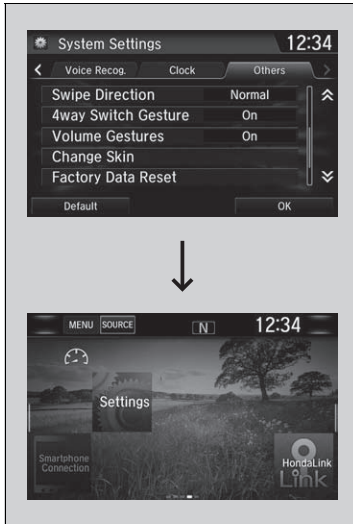 System Settings 12:34
Voice Recog. Clock Others
Swipe Direction Normal
4way Switch Gesture On
Volume Gestures On
Change Skin
Factory Data Reset
Default OK
MENU SOURCE N 12:34
Settings
Smartphone
Connection
HondaLink
Link